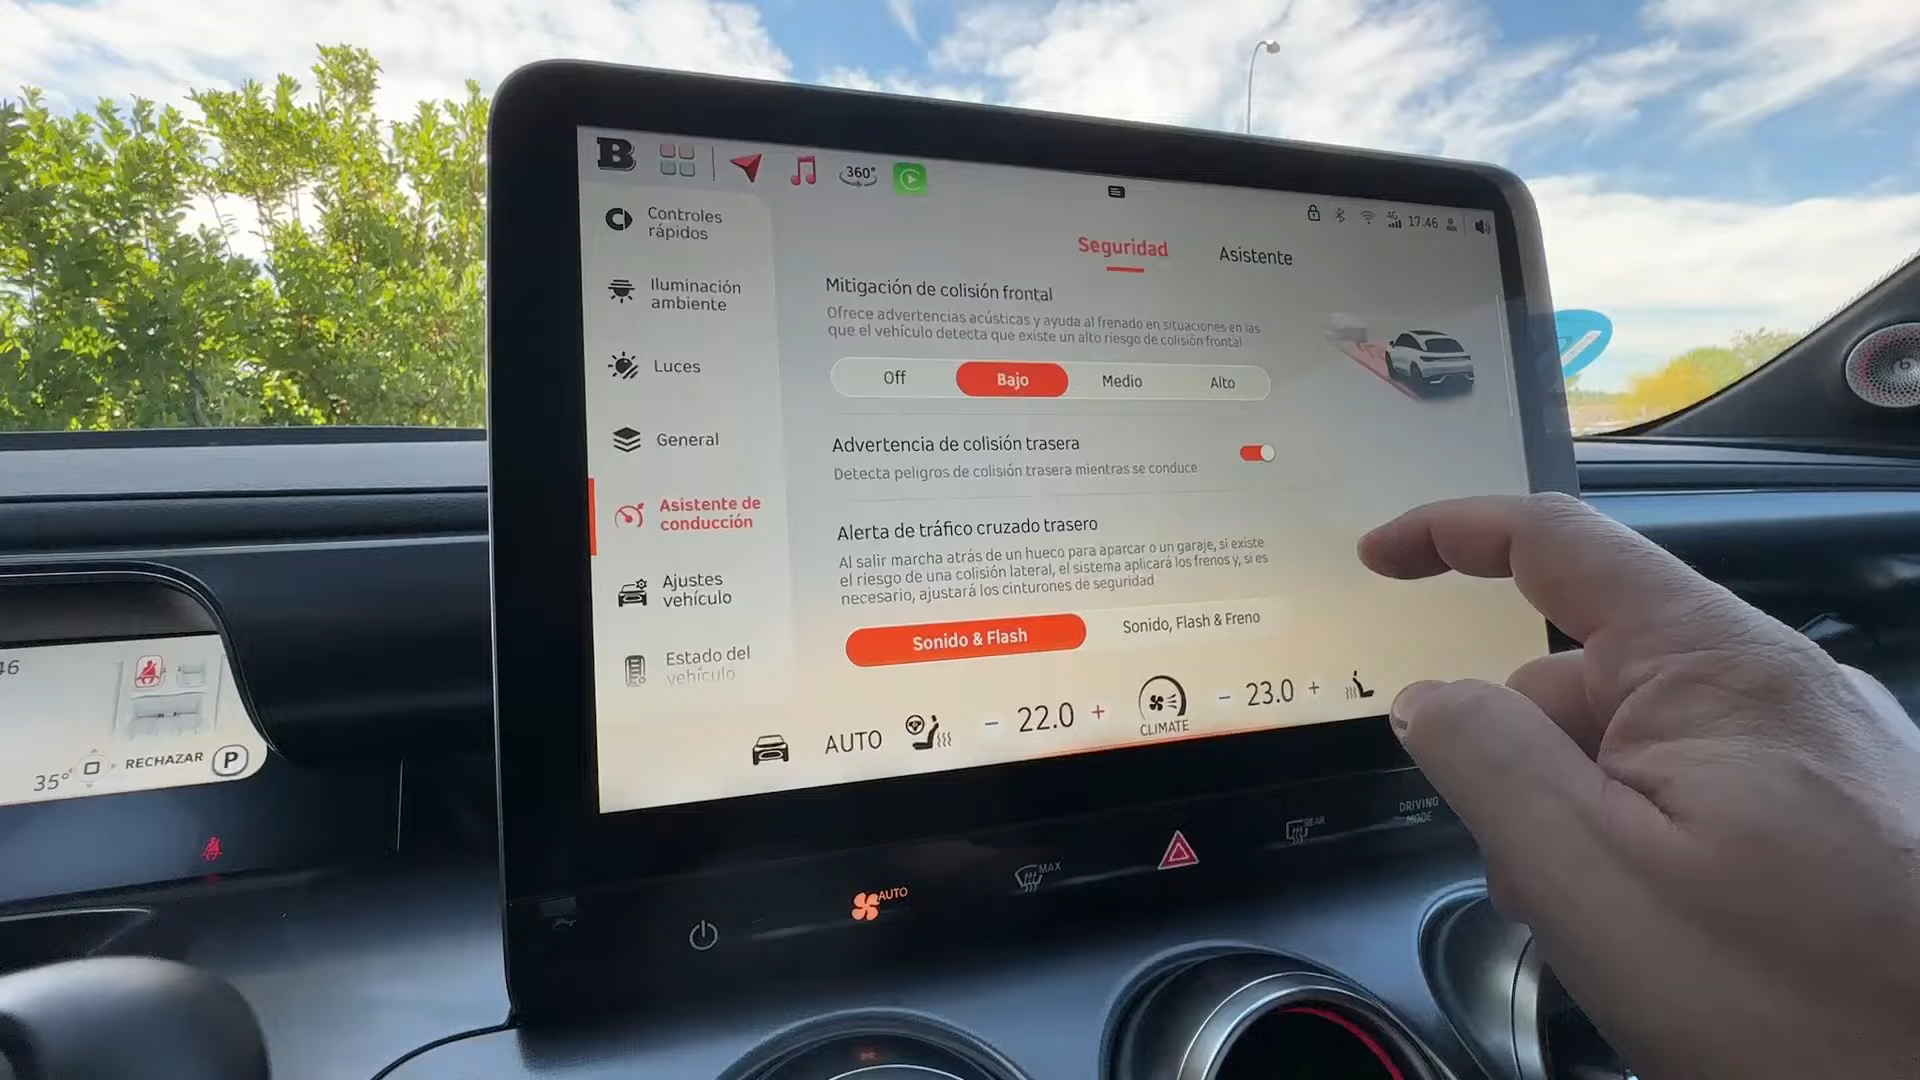 B
360°
4G
17:46
Controles
rápidos
Iluminación
ambiente
Luces
General
Asistente de
conducción
Ajustes
vehículo
Estado del
vehículo
Seguridad
Asistente
Mitigación de colisión frontal
Ofrece advertencias acústicas y ayuda al frenado en situaciones en las
que el vehículo detecta que existe un alto riesgo de colisión frontal
Off
Bajo
Medio
Alto
Advertencia de colisión trasera
Detecta peligros de colisión trasera mientras se conduce
Alerta de tráfico cruzado trasero
Al salir marcha atrás de un hueco para aparcar o un garaje, si existe
el riesgo de una colisión lateral, el sistema aplicará los frenos y, si es
necesario, ajustará los cinturones de seguridad
Sonido & Flash
Sonido, Flash & Freno
AUTO
- 22.0 +
CLIMATE
- 23.0 +
46
35°
RECHAZAR
P
AUTO
MAX
REAR
DRIVING
MODE